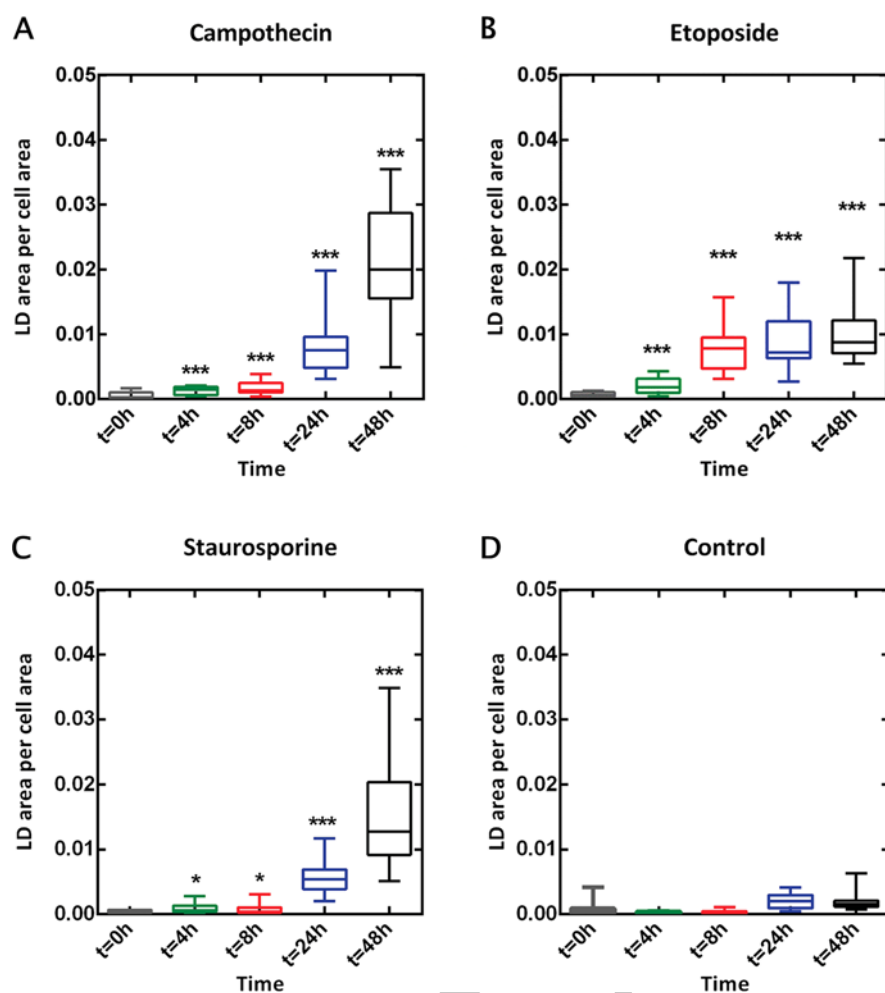 A
Campothecin
LD area per cell area
0.05
0.04
0.03
0.02
0.01
0.00
***
***
***
***
t=0h
t=4h
t=8h
t=24h
t=48h
Time
B
Etoposide
LD area per cell area
0.05
0.04
0.03
0.02
0.01
0.00
***
***
***
***
t=0h
t=4h
t=8h
t=24h
t=48h
Time
C
Staurosporine
LD area per cell area
0.05
0.04
0.03
0.02
0.01
0.00
*
*
***
***
t=0h
t=4h
t=8h
t=24h
t=48h
Time
D
Control
LD area per cell area
0.05
0.04
0.03
0.02
0.01
0.00
t=0h
t=4h
t=8h
t=24h
t=48h
Time